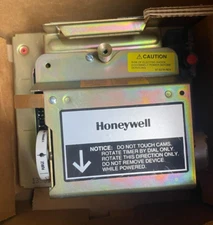 CAUTION
Honeywell
NOTICE: DO NOT TOUCH CAMS.
ROTATE TIMER BY DIAL ONLY.
ROTATE THIS DIRECTION ONLY.
DO NOT REMOVE DEVICE
WHILE POWERED.